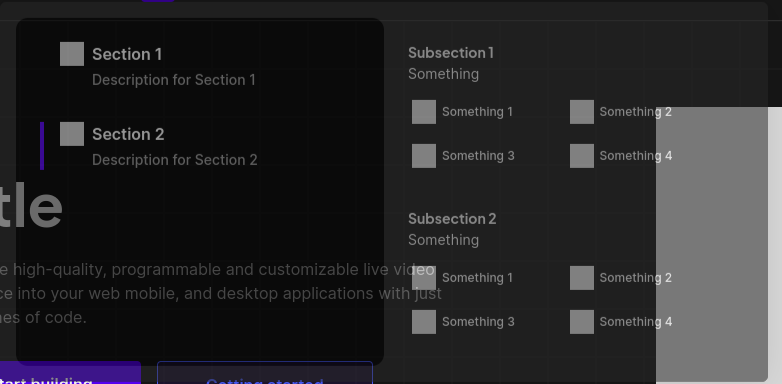 Section 1
Description for Section 1
Section 2
Description for Section 2
Subsection 1
Something
Something 1
Something 2
Something 3
Something 4
Subsection 2
Something
Something 1
Something 2
Something 3
Something 4
tle
e high-quality, programmable and customizable live video
ce into your web mobile, and desktop applications with just
nes of code.
tart building
Getting started